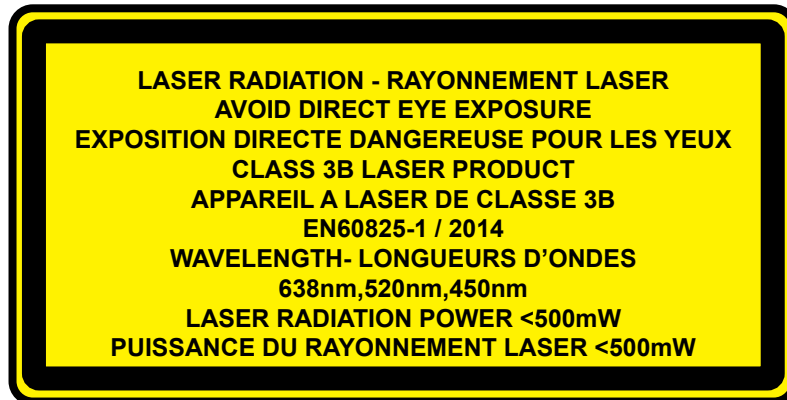 LASER RADIATION - RAYONNEMENT LASER
AVOID DIRECT EYE EXPOSURE
EXPOSITION DIRECTE DANGEREUSE POUR LES YEUX
CLASS 3B LASER PRODUCT
APPAREIL A LASER DE CLASSE 3B
EN60825-1 / 2014
WAVELENGTH- LONGUEURS D’ONDES
638nm,520nm,450nm
LASER RADIATION POWER <500mW
PUISSANCE DU RAYONNEMENT LASER <500mW